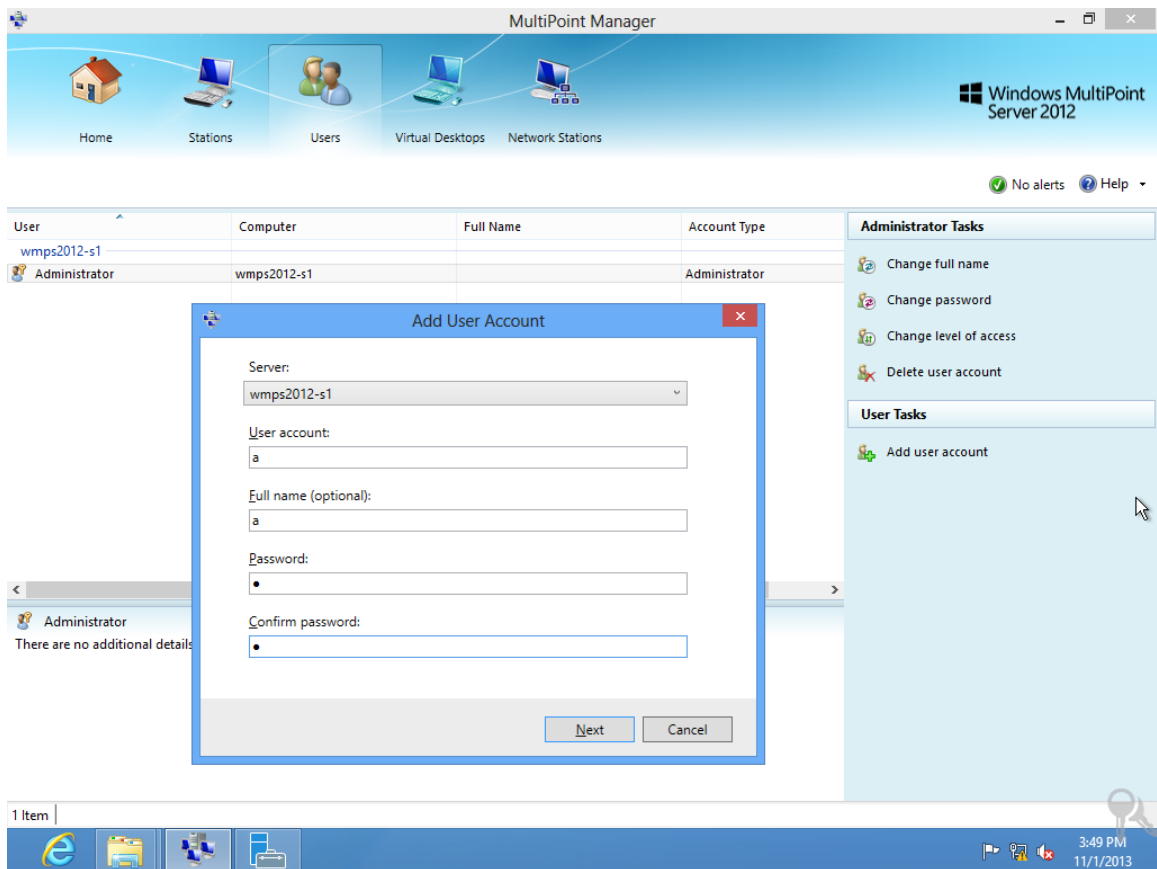 MultiPoint Manager
Home
Stations
Users
Virtual Desktops
Network Stations
Windows MultiPoint
Server 2012
No alerts
Help
User
Computer
Full Name
Account Type
wmps2012-s1
Administrator
wmps2012-s1
Administrator
Administrator Tasks
Change full name
Change password
Change level of access
Delete user account
User Tasks
Add user account
Add User Account
Server:
wmps2012-s1
User account:
a
Full name (optional):
a
Password:
●
Confirm password:
●
Next
Cancel
Administrator
There are no additional details
1 Item
3:49 PM
11/1/2013